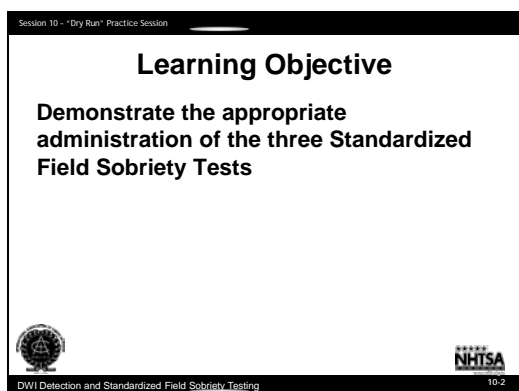 Session 10 - "Dry Run" Practice Session
Learning Objective
Demonstrate the appropriate
administration of the three Standardized
Field Sobriety Tests
NHTSA
DWI Detection and Standardized Field Sobriety Testing
10-2